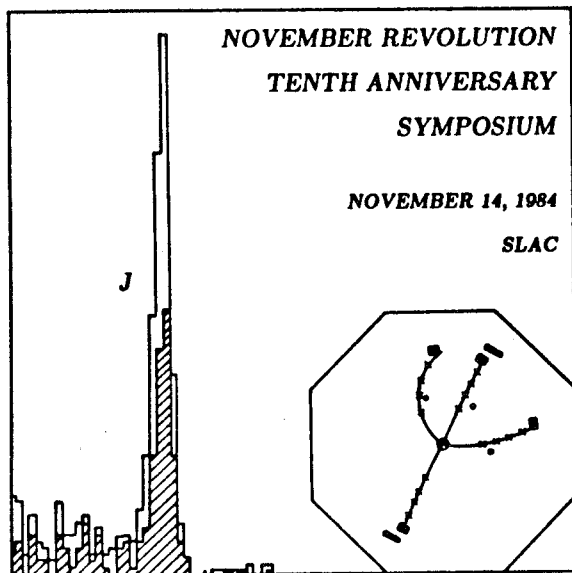 NOVEMBER REVOLUTION
TENTH ANNIVERSARY
SYMPOSIUM
NOVEMBER 14, 1984
SLAC
J